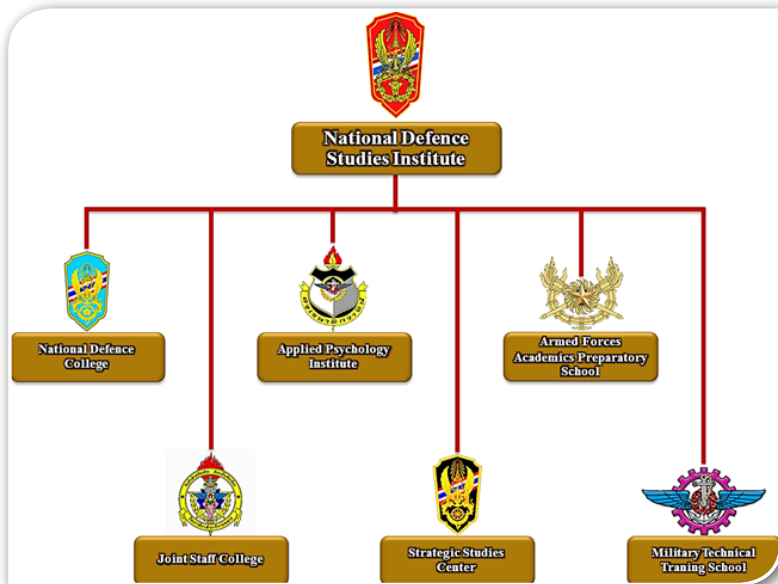 National Defence
Studies Institute
National Defence
College
Applied Psychology
Institute
Armed Forces
Academics Preparatory
School
Joint Staff College
Strategic Studies
Center
Military Technical
Traning School